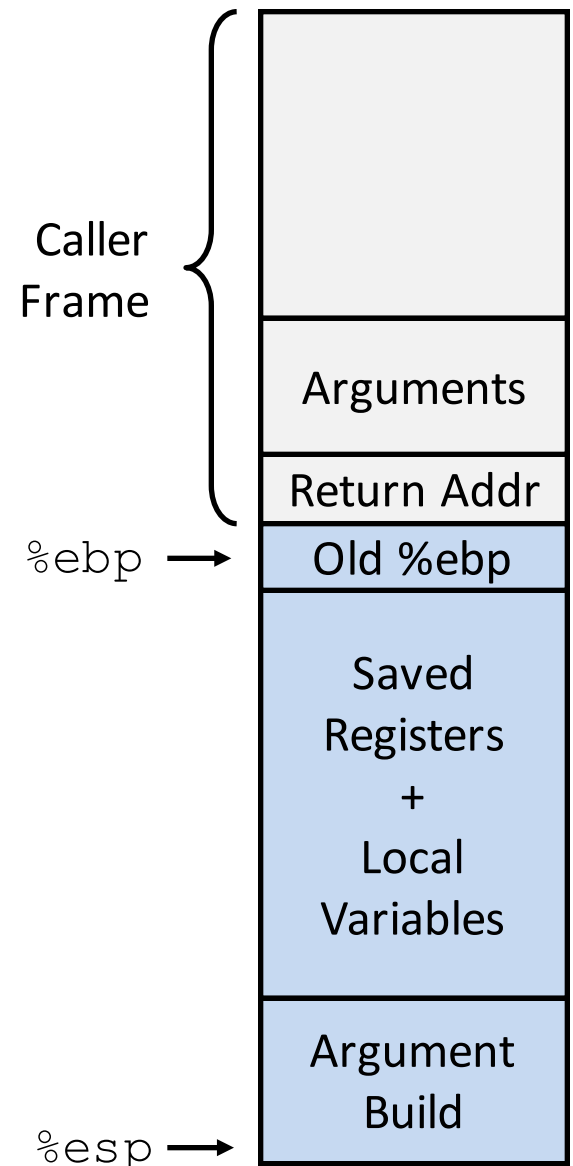 Caller
Frame
Arguments
Return Addr
%ebp
Old %ebp
Saved
Registers
+
Local
Variables
Argument
Build
%esp